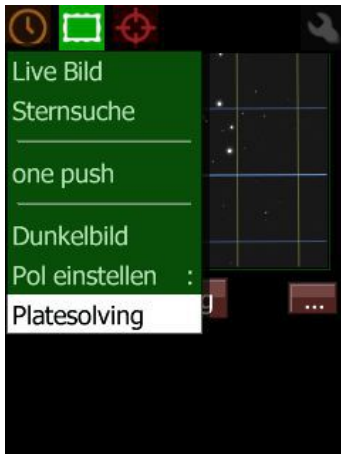 Live Bild
Sternsuche
one push
Dunkelbild
Pol einstellen :
Platesolving
...